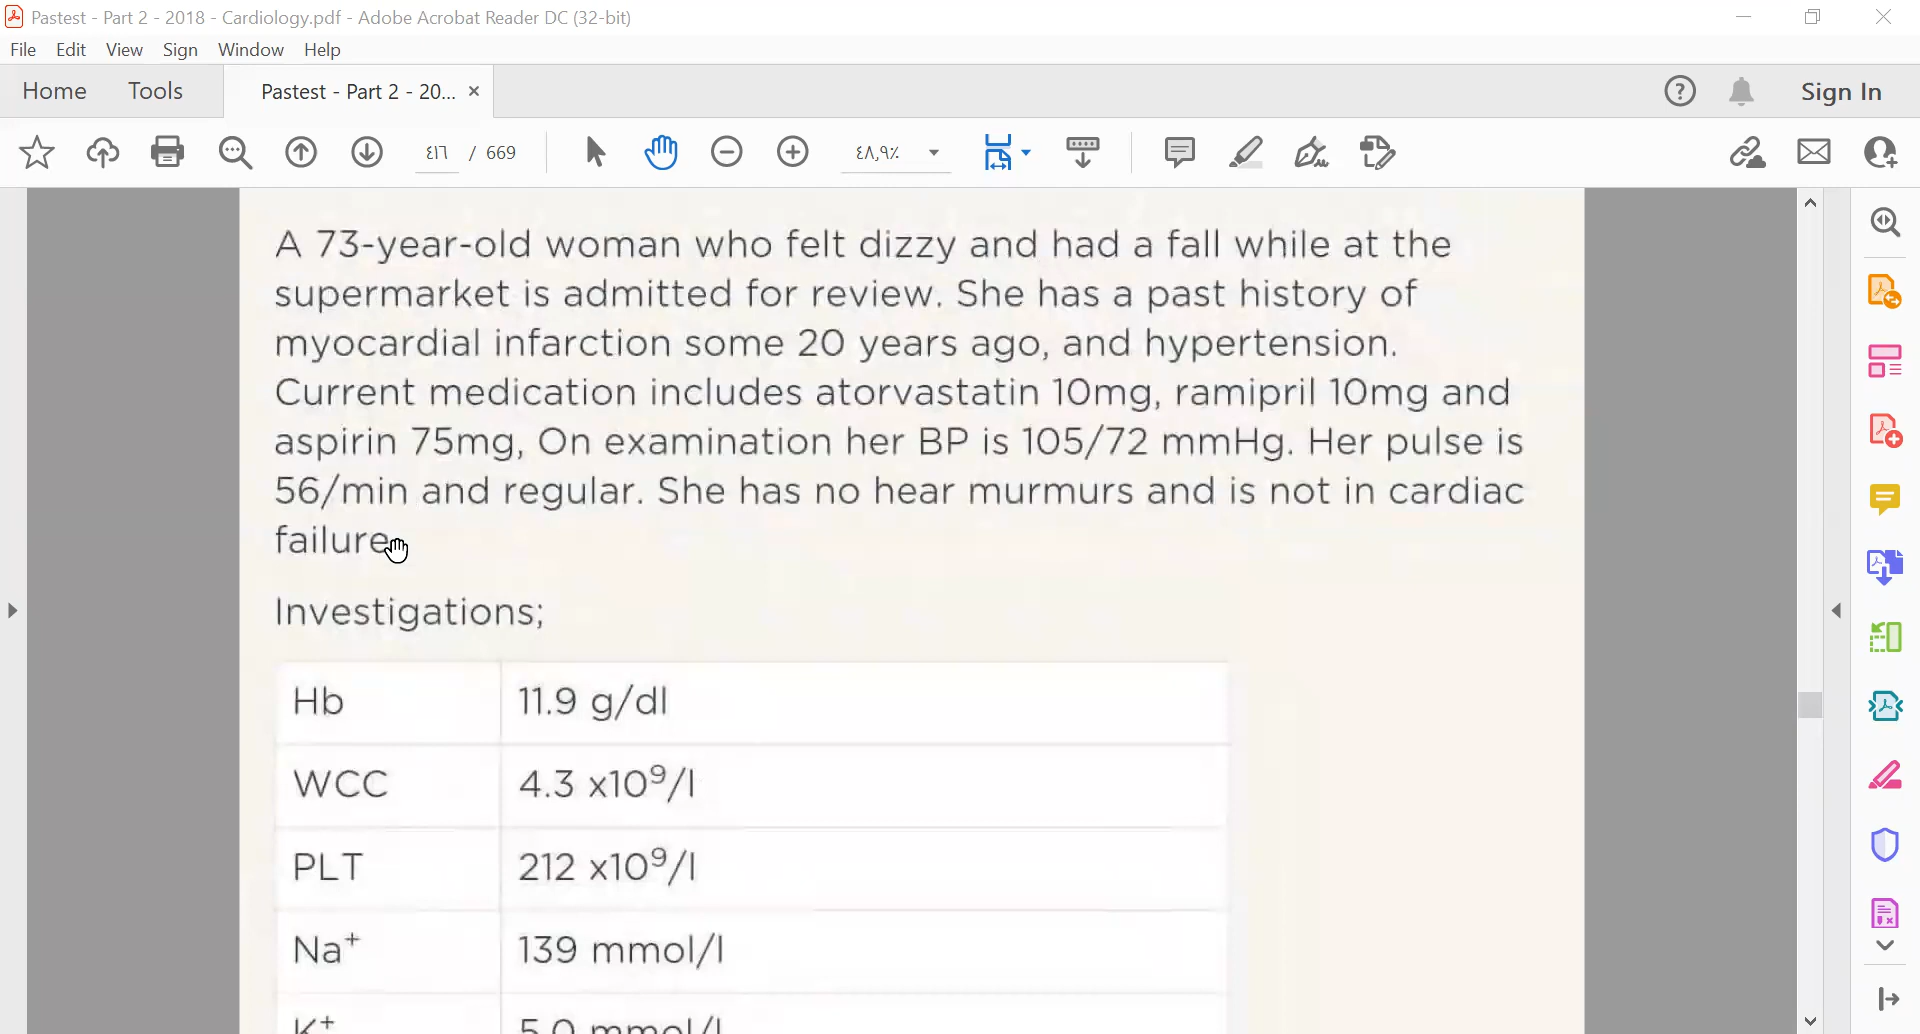 Pastest - Part 2 - 2018 - Cardiology.pdf - Adobe Acrobat Reader DC (32-bit)
File Edit View Sign Window Help
Home Tools Pastest - Part 2 - 20... × Sign In
٤١٦ / 669 ٤٨,٩٪
A 73-year-old woman who felt dizzy and had a fall while at the
supermarket is admitted for review. She has a past history of
myocardial infarction some 20 years ago, and hypertension.
Current medication includes atorvastatin 10mg, ramipril 10mg and
aspirin 75mg, On examination her BP is 105/72 mmHg. Her pulse is
56/min and regular. She has no hear murmurs and is not in cardiac
failure
Investigations;
Hb 11.9 g/dl
WCC 4.3 x10⁹/l
PLT 212 x10⁹/l
Na⁺ 139 mmol/l
K⁺ 5.0 mmol/l